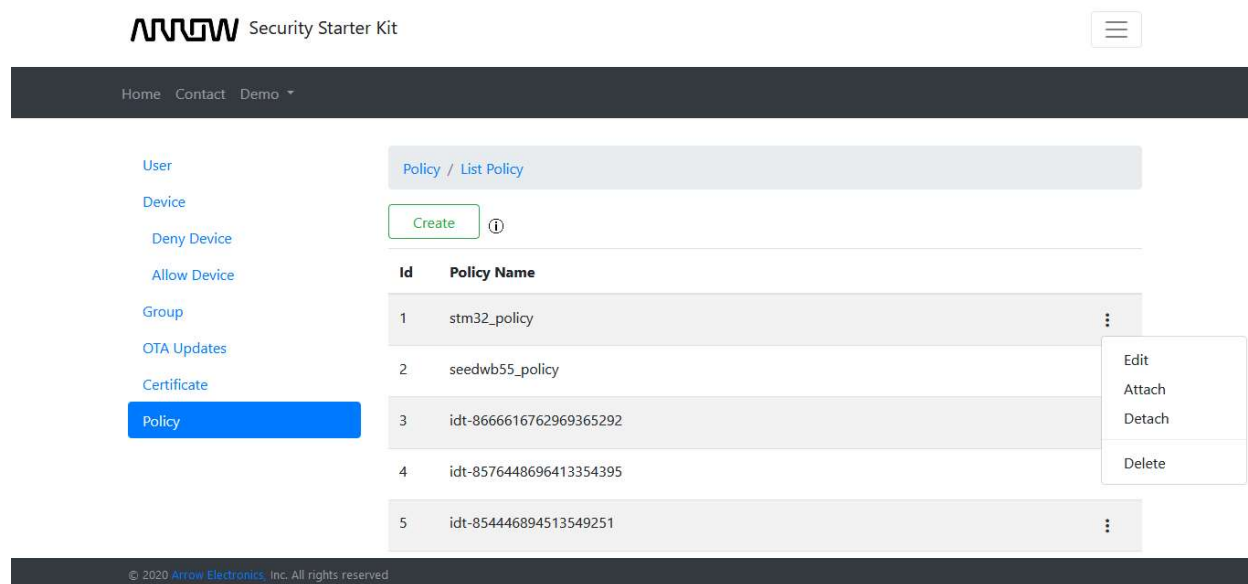 ARROW Security Starter Kit
Home Contact Demo
User
Device
Deny Device
Allow Device
Group
OTA Updates
Certificate
Policy
Policy / List Policy
Create
Id Policy Name
1 stm32_policy
2 seedwb55_policy
3 idt-8666616762969365292
4 idt-8576448696413354395
5 idt-854446894513549251
Edit
Attach
Detach
Delete
© 2020 Arrow Electronics, Inc. All rights reserved